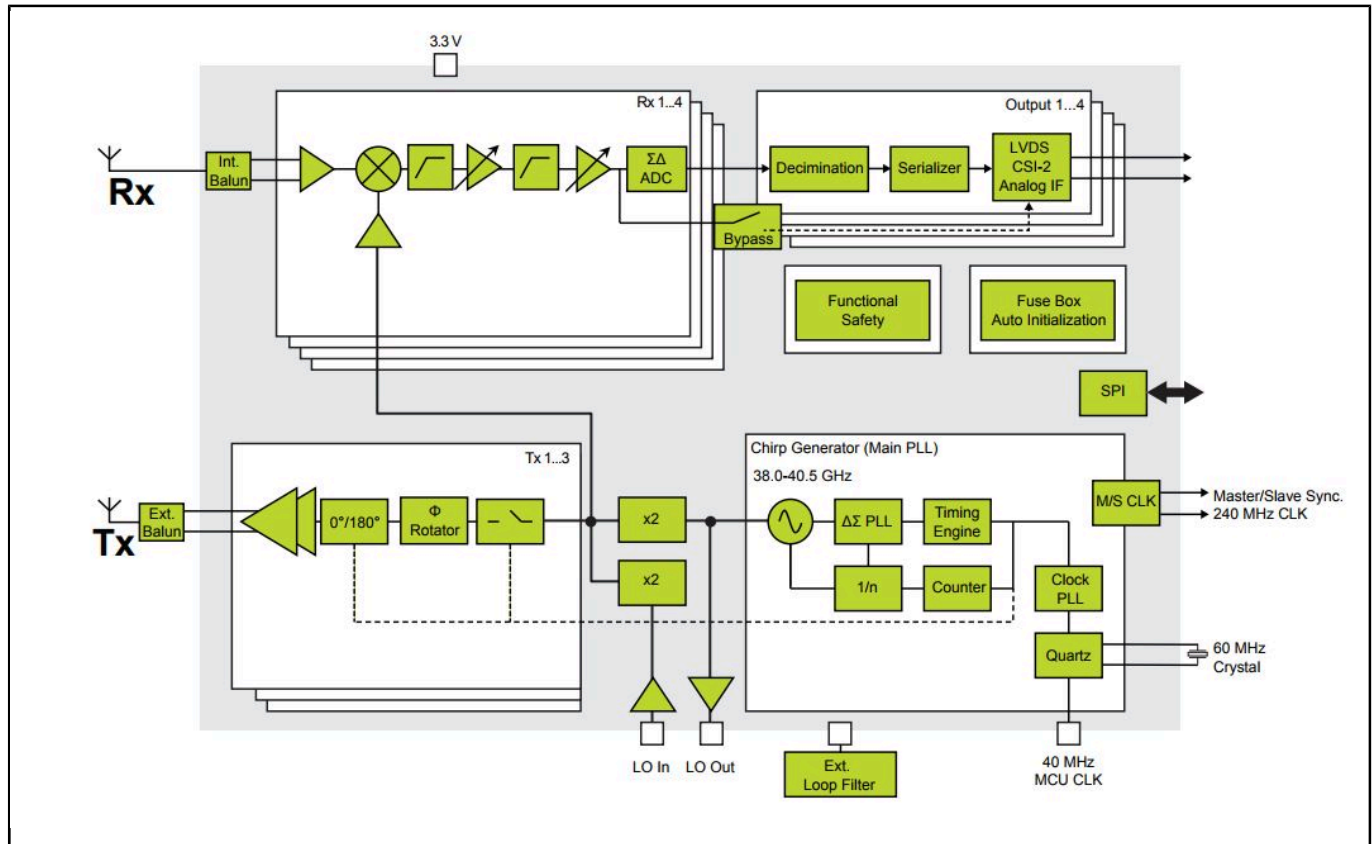 3.3 V
Rx 1...4
Output 1...4
Int.
Balun
Rx
ΣΔ
ADC
Decimination
Serializer
LVDS
CSI-2
Analog IF
Bypass
Functional
Safety
Fuse Box
Auto Initialization
SPI
Tx 1...3
Chirp Generator (Main PLL)
38.0-40.5 GHz
Ext.
Balun
Tx
0°/180°
Φ
Rotator
x2
x2
ΔΣ PLL
Timing
Engine
1/n
Counter
M/S CLK
Master/Slave Sync.
240 MHz CLK
Clock
PLL
Quartz
60 MHz
Crystal
LO In
LO Out
Ext.
Loop Filter
40 MHz
MCU CLK